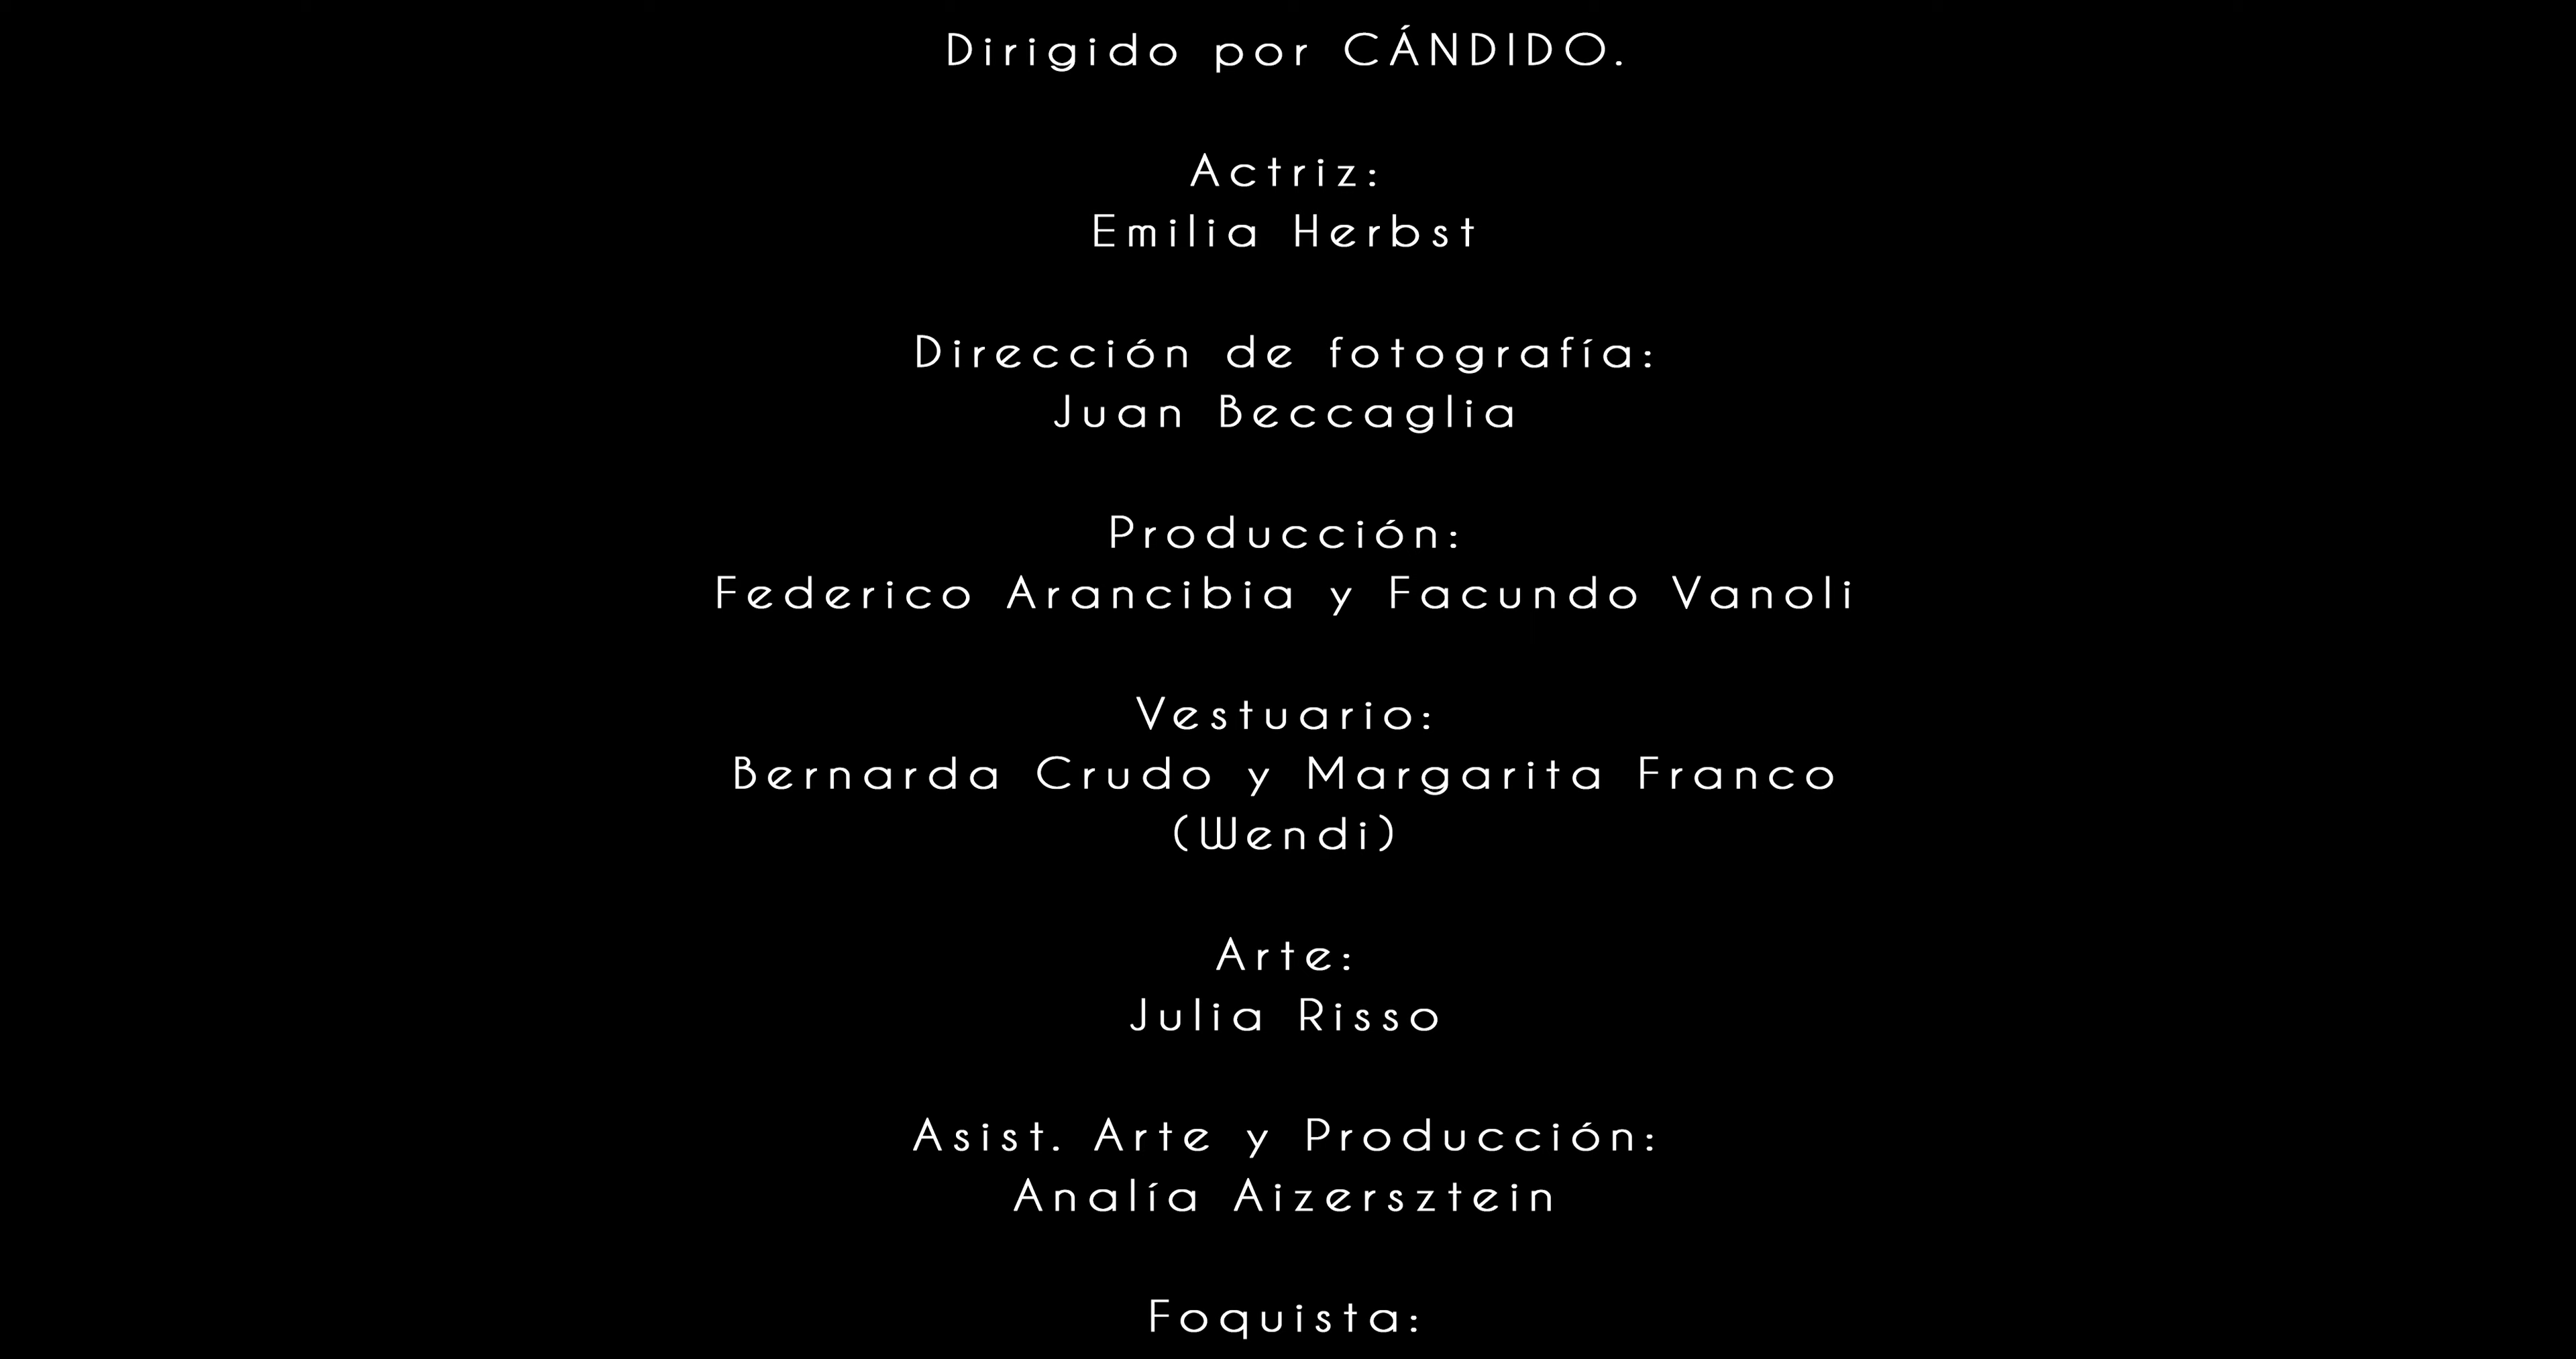 Dirigido por CÁNDIDO.
Actriz:
Emilia Herbst
Dirección de fotografía:
Juan Beccaglia
Producción:
Federico Arancibia y Facundo Vanoli
Vestuario:
Bernarda Crudo y Margarita Franco
(Wendi)
Arte:
Julia Risso
Asist. Arte y Producción:
Analía Aizersztein
Foquista: